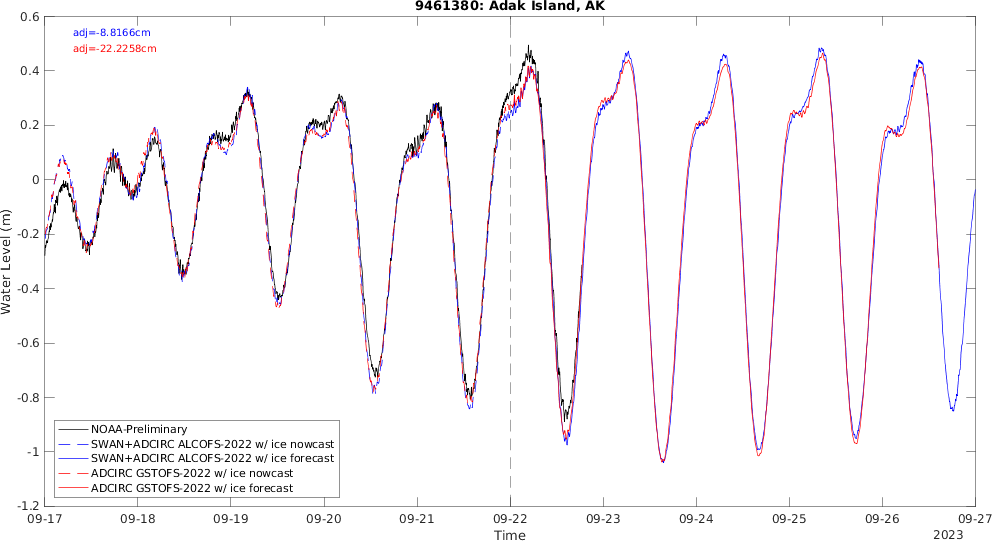 9461380: Adak Island, AK
adj=-8.8166cm
adj=-22.2258cm
0.6
0.4
0.2
0
-0.2
-0.4
-0.6
-0.8
-1
-1.2
Water Level (m)
NOAA-Preliminary
SWAN+ADCIRC ALCOFS-2022 w/ ice nowcast
SWAN+ADCIRC ALCOFS-2022 w/ ice forecast
ADCIRC GSTOFS-2022 w/ ice nowcast
ADCIRC GSTOFS-2022 w/ ice forecast
09-17 09-18 09-19 09-20 09-21 09-22 09-23 09-24 09-25 09-26 09-27
Time
2023